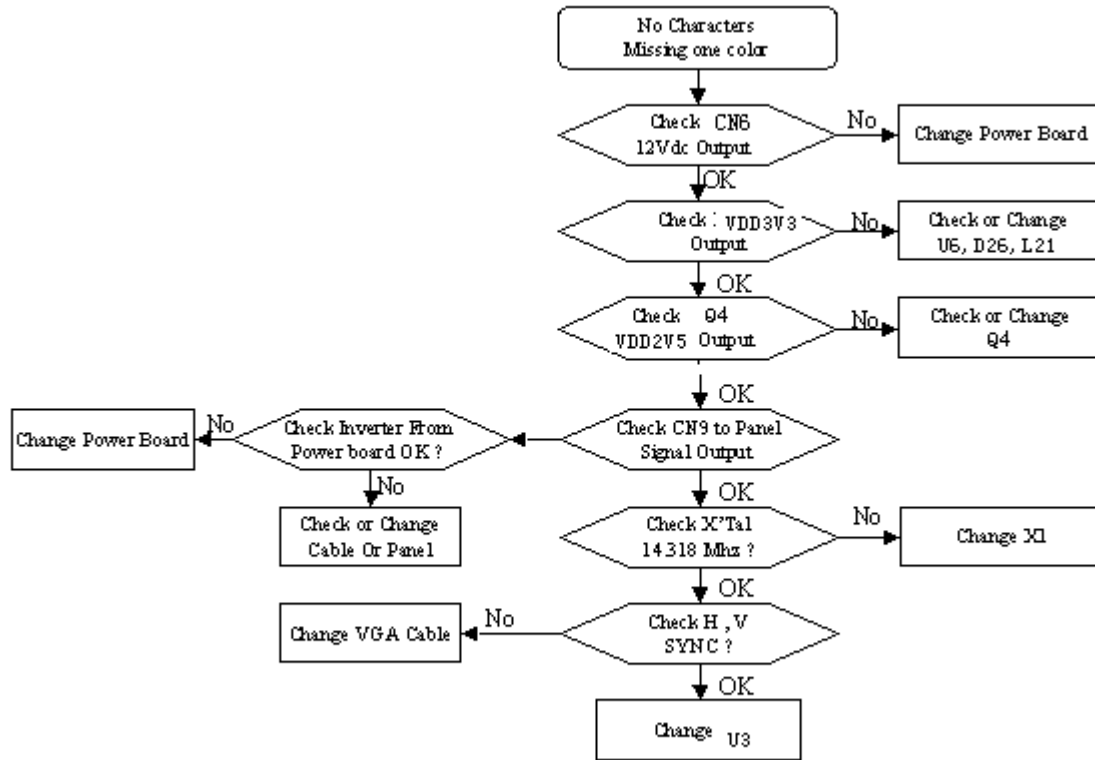 No Characters
Missing one color
Check CN6
12Vdc Output
No
Change Power Board
OK
Check : VDD3V3
Output
No
Check or Change
U6, D26, L21
OK
Check Q4
VDD2V5 Output
No
Check or Change
Q4
OK
Change Power Board
No
Check Inverter From
Power board OK ?
Check CN9 to Panel
Signal Output
No
OK
Check or Change
Cable Or Panel
Check X'Tal
14.318 Mhz ?
No
Change X1
OK
Change VGA Cable
No
Check H , V
SYNC ?
OK
Change U3